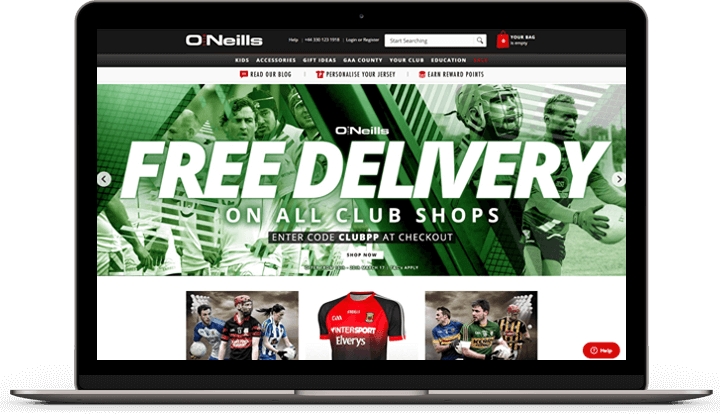 O'Neills
Help | +44 330 123 1918 | Login or Register
Start Searching
YOUR BAG
is empty
KIDS ACCESSORIES GIFT IDEAS GAA COUNTY YOUR CLUB EDUCATION SALE
READ OUR BLOG
PERSONALISE YOUR JERSEY
EARN REWARD POINTS
O'Neills
FREE DELIVERY
ON ALL CLUB SHOPS
ENTER CODE CLUBPP AT CHECKOUT
SHOP NOW
GAA
INTERSPORT
Elverys
Help